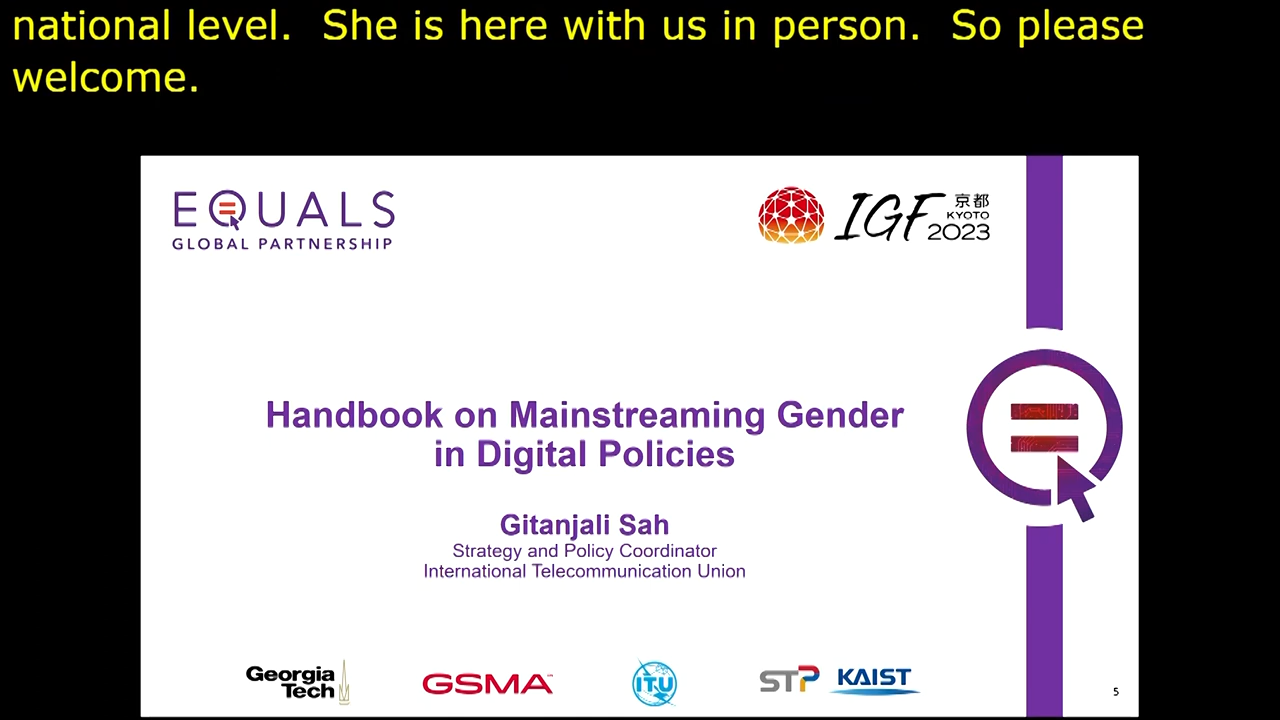 national level.  She is here with us in person.  So please
welcome.
EQUALS
GLOBAL PARTNERSHIP
IGF 京都
KYOTO
2023
Handbook on Mainstreaming Gender
in Digital Policies
Gitanjali Sah
Strategy and Policy Coordinator
International Telecommunication Union
Georgia
Tech
GSMA™
ITU
STP KAIST
5